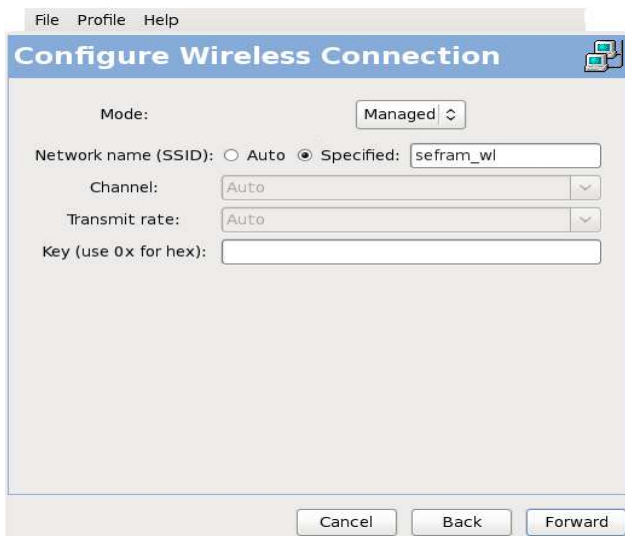 File Profile Help
Configure Wireless Connection
Mode: Managed
Network name (SSID): Auto Specified: sefram_wl
Channel: Auto
Transmit rate: Auto
Key (use 0x for hex):
Cancel Back Forward